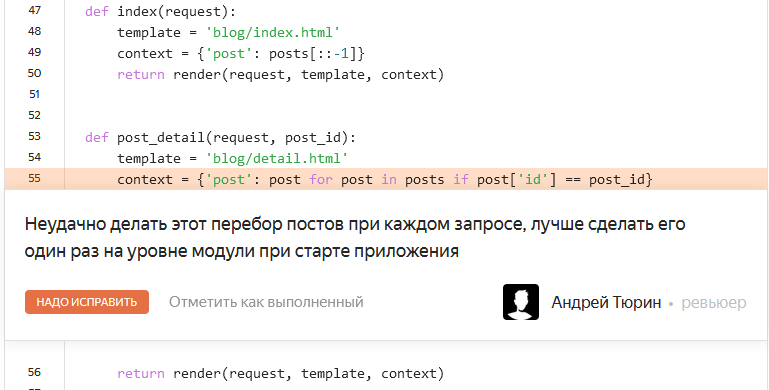 47 def index(request):
48 template = 'blog/index.html'
49 context = {'post': posts[::-1]}
50 return render(request, template, context)
51
52
53 def post_detail(request, post_id):
54 template = 'blog/detail.html'
55 context = {'post': post for post in posts if post['id'] == post_id}
Неудачно делать этот перебор постов при каждом запросе, лучше сделать его
один раз на уровне модули при старте приложения
НАДО ИСПРАВИТЬ Отметить как выполненный Андрей Тюрин • ревьюер
56 return render(request, template, context)